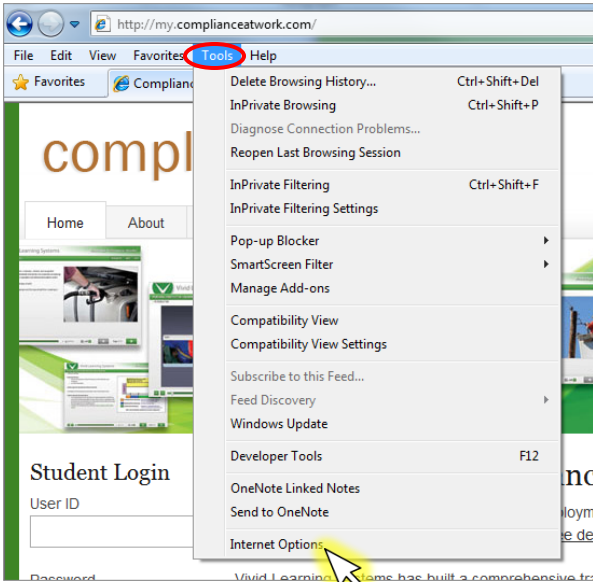 http://my.complianceatwork.com/
File Edit View Favorites Tools Help
Favorites Complianc
Delete Browsing History... Ctrl+Shift+Del
InPrivate Browsing Ctrl+Shift+P
Diagnose Connection Problems...
Reopen Last Browsing Session
compl
InPrivate Filtering Ctrl+Shift+F
InPrivate Filtering Settings
Home About
Pop-up Blocker
SmartScreen Filter
Manage Add-ons
Compatibility View
Compatibility View Settings
Subscribe to this Feed...
Feed Discovery
Windows Update
Developer Tools F12
Student Login
OneNote Linked Notes
User ID
Send to OneNote
Internet Options
Password
Vivid Learning Systems has built a comprehensive tra